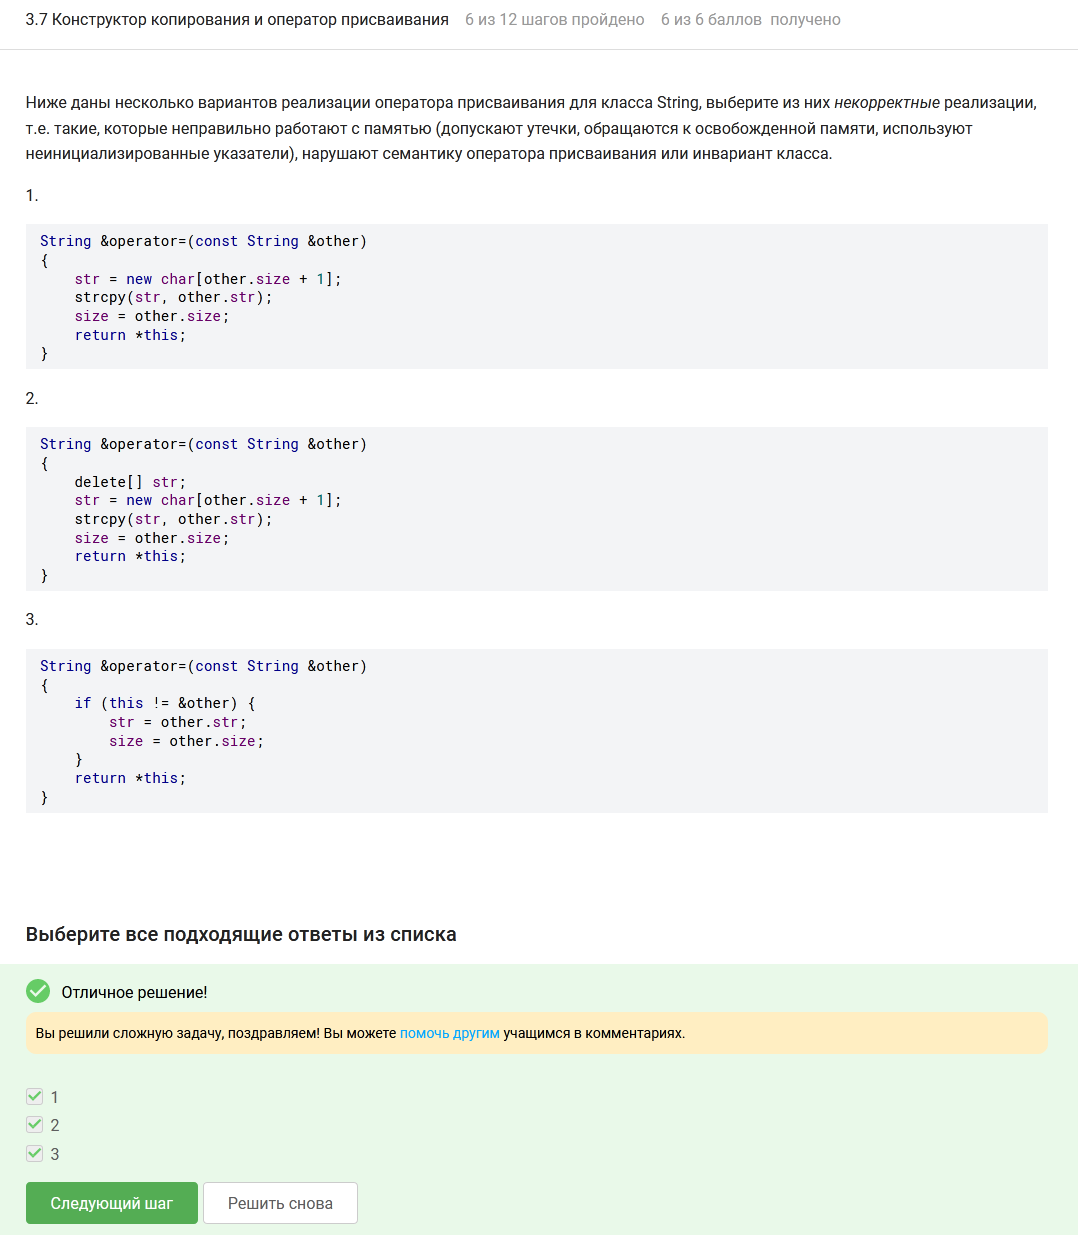 3.7 Конструктор копирования и оператор присваивания 6 из 12 шагов пройдено 6 из 6 баллов получено
Ниже даны несколько вариантов реализации оператора присваивания для класса String, выберите из них некорректные реализации,
т.е. такие, которые неправильно работают с памятью (допускают утечки, обращаются к освобожденной памяти, используют
неинициализированные указатели), нарушают семантику оператора присваивания или инвариант класса.
1.
String &operator=(const String &other)
{
    str = new char[other.size + 1];
    strcpy(str, other.str);
    size = other.size;
    return *this;
}
2.
String &operator=(const String &other)
{
    delete[] str;
    str = new char[other.size + 1];
    strcpy(str, other.str);
    size = other.size;
    return *this;
}
3.
String &operator=(const String &other)
{
    if (this != &other) {
        str = other.str;
        size = other.size;
    }
    return *this;
}
Выберите все подходящие ответы из списка
Отличное решение!
Вы решили сложную задачу, поздравляем! Вы можете помочь другим учащимся в комментариях.
1
2
3
Следующий шаг Решить снова